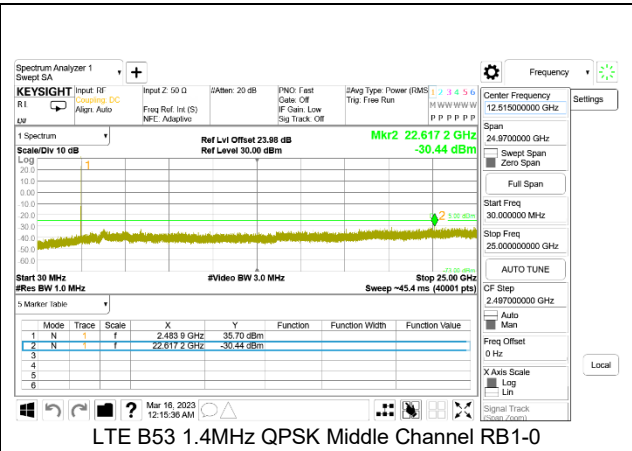 Spectrum Analyzer 1
Swept SA
Frequency
KEYSIGHT
Input: RF
Input Z: 50 Ω
#Atten: 20 dB
PNO: Fast
#Avg Type: Power (RMS
1 2 3 4 5 6
Coupling: DC
Gate: Off
Trig: Free Run
M W W W W W
Align: Auto
Freq Ref: Int (S)
IF Gain: Low
NFE: Adaptive
Sig Track: Off
P P P P P P
Center Frequency
12.515000000 GHz
Settings
1 Spectrum
Ref Lvl Offset 23.98 dB
Mkr2 22.617 2 GHz
Scale/Div 10 dB
Ref Level 30.00 dBm
-30.44 dBm
Span
24.9700000 GHz
Swept Span
Zero Span
Full Span
Log
20.0
1
10.0
0.00
-10.0
-20.0
2
-30.0
-40.0
-50.0
-60.0
Start Freq
30.000000 MHz
Stop Freq
25.000000000 GHz
AUTO TUNE
Start 30 MHz
#Video BW 3.0 MHz
Stop 25.00 GHz
#Res BW 1.0 MHz
Sweep ~45.4 ms (40001 pts)
CF Step
2.497000000 GHz
Auto
Man
5 Marker Table
Mode Trace Scale X Y Function Function Width Function Value
1 N 1 f 2.483 9 GHz 35.70 dBm
2 N 1 f 22.617 2 GHz -30.44 dBm
3
4
5
6
Freq Offset
0 Hz
X Axis Scale
Log
Lin
Local
Signal Track
(Span Zoom)
?
Mar 16, 2023
12:15:36 AM
LTE B53 1.4MHz QPSK Middle Channel RB1-0